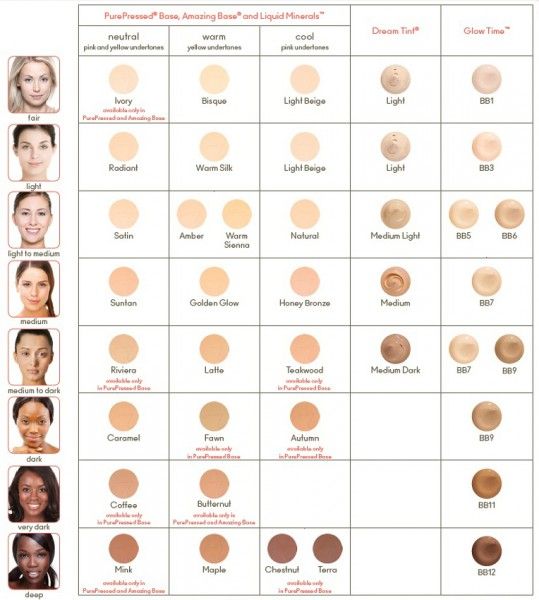 PurePressed® Base, Amazing Base® and Liquid Minerals™
Dream Tint®
Glow Time™
neutral
pink and yellow undertones
warm
yellow undertones
cool
pink undertones
fair
Ivory
available only in
PurePressed and Amazing Base
Bisque
Light Beige
Light
BB1
light
Radiant
Warm Silk
Light Beige
Light
BB3
light to medium
Satin
Amber
Warm
Sienna
Natural
Medium Light
BB5
BB6
medium
Suntan
Golden Glow
Honey Bronze
Medium
BB7
medium to dark
Riviera
available only
in PurePressed Base
Latte
Teakwood
available only
in PurePressed Base
Medium Dark
BB7
BB9
dark
Caramel
Fawn
available only
in PurePressed Base
Autumn
available only
in PurePressed Base
BB9
very dark
Coffee
available only
in PurePressed Base
Butternut
available only in
PurePressed and Amazing Base
BB11
deep
Mink
available only in
PurePressed and Amazing Base
Maple
Chestnut
Terra
available only
in PurePressed Base
BB12